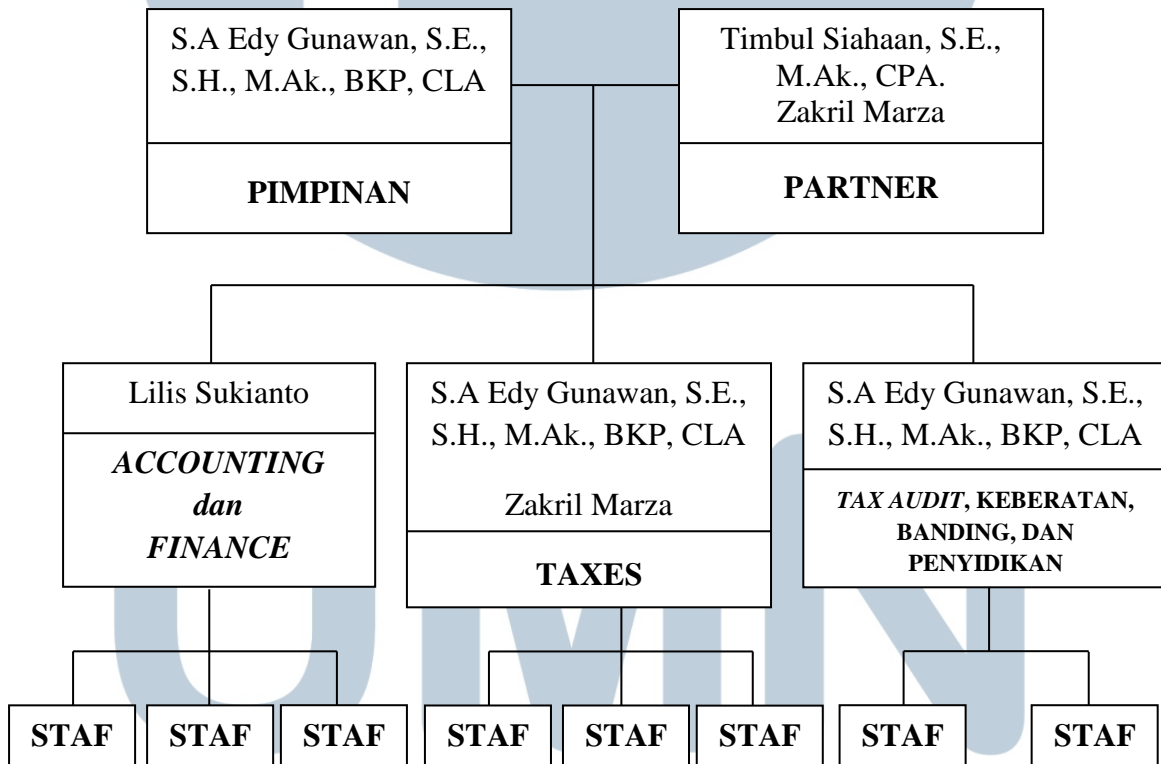 S.A Edy Gunawan, S.E.,
S.H., M.Ak., BKP, CLA
PIMPINAN
Timbul Siahaan, S.E.,
M.Ak., CPA.
Zakril Marza
PARTNER
Lilis Sukianto
ACCOUNTING
dan
FINANCE
S.A Edy Gunawan, S.E.,
S.H., M.Ak., BKP, CLA
Zakril Marza
TAXES
S.A Edy Gunawan, S.E.,
S.H., M.Ak., BKP, CLA
TAX AUDIT, KEBERATAN,
BANDING, DAN
PENYIDIKAN
STAF
STAF
STAF
STAF
STAF
STAF
STAF
STAF
UMN